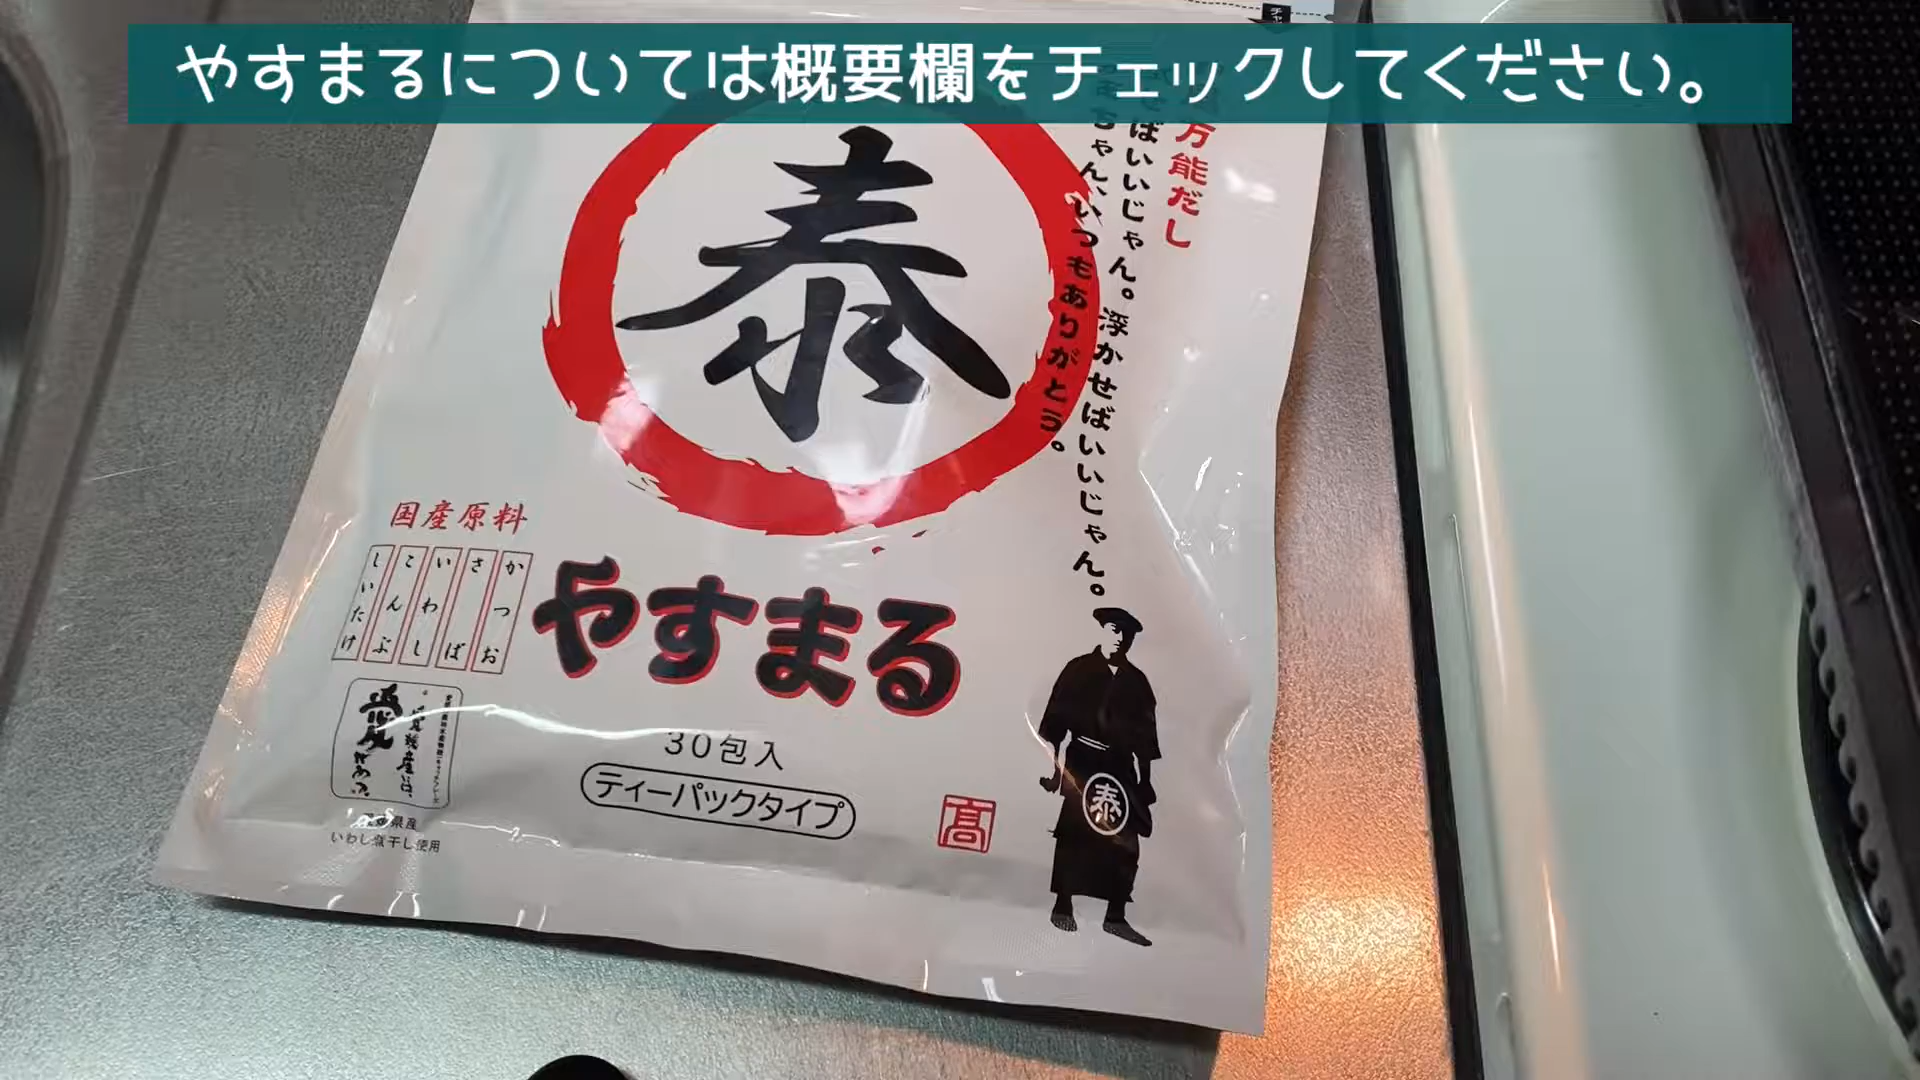 やすまるについては概要欄をチェックしてください。
万能だし
ばいいじゃん。浮かせばいいじゃん。
ちゃん、いつもありがとう。
泰
国産原料
かつお
さば
いわし
こんぶ
しいたけ
やすまる
30包入
ティーパックタイプ
愛
県産
いわし煮干し使用
髙
泰